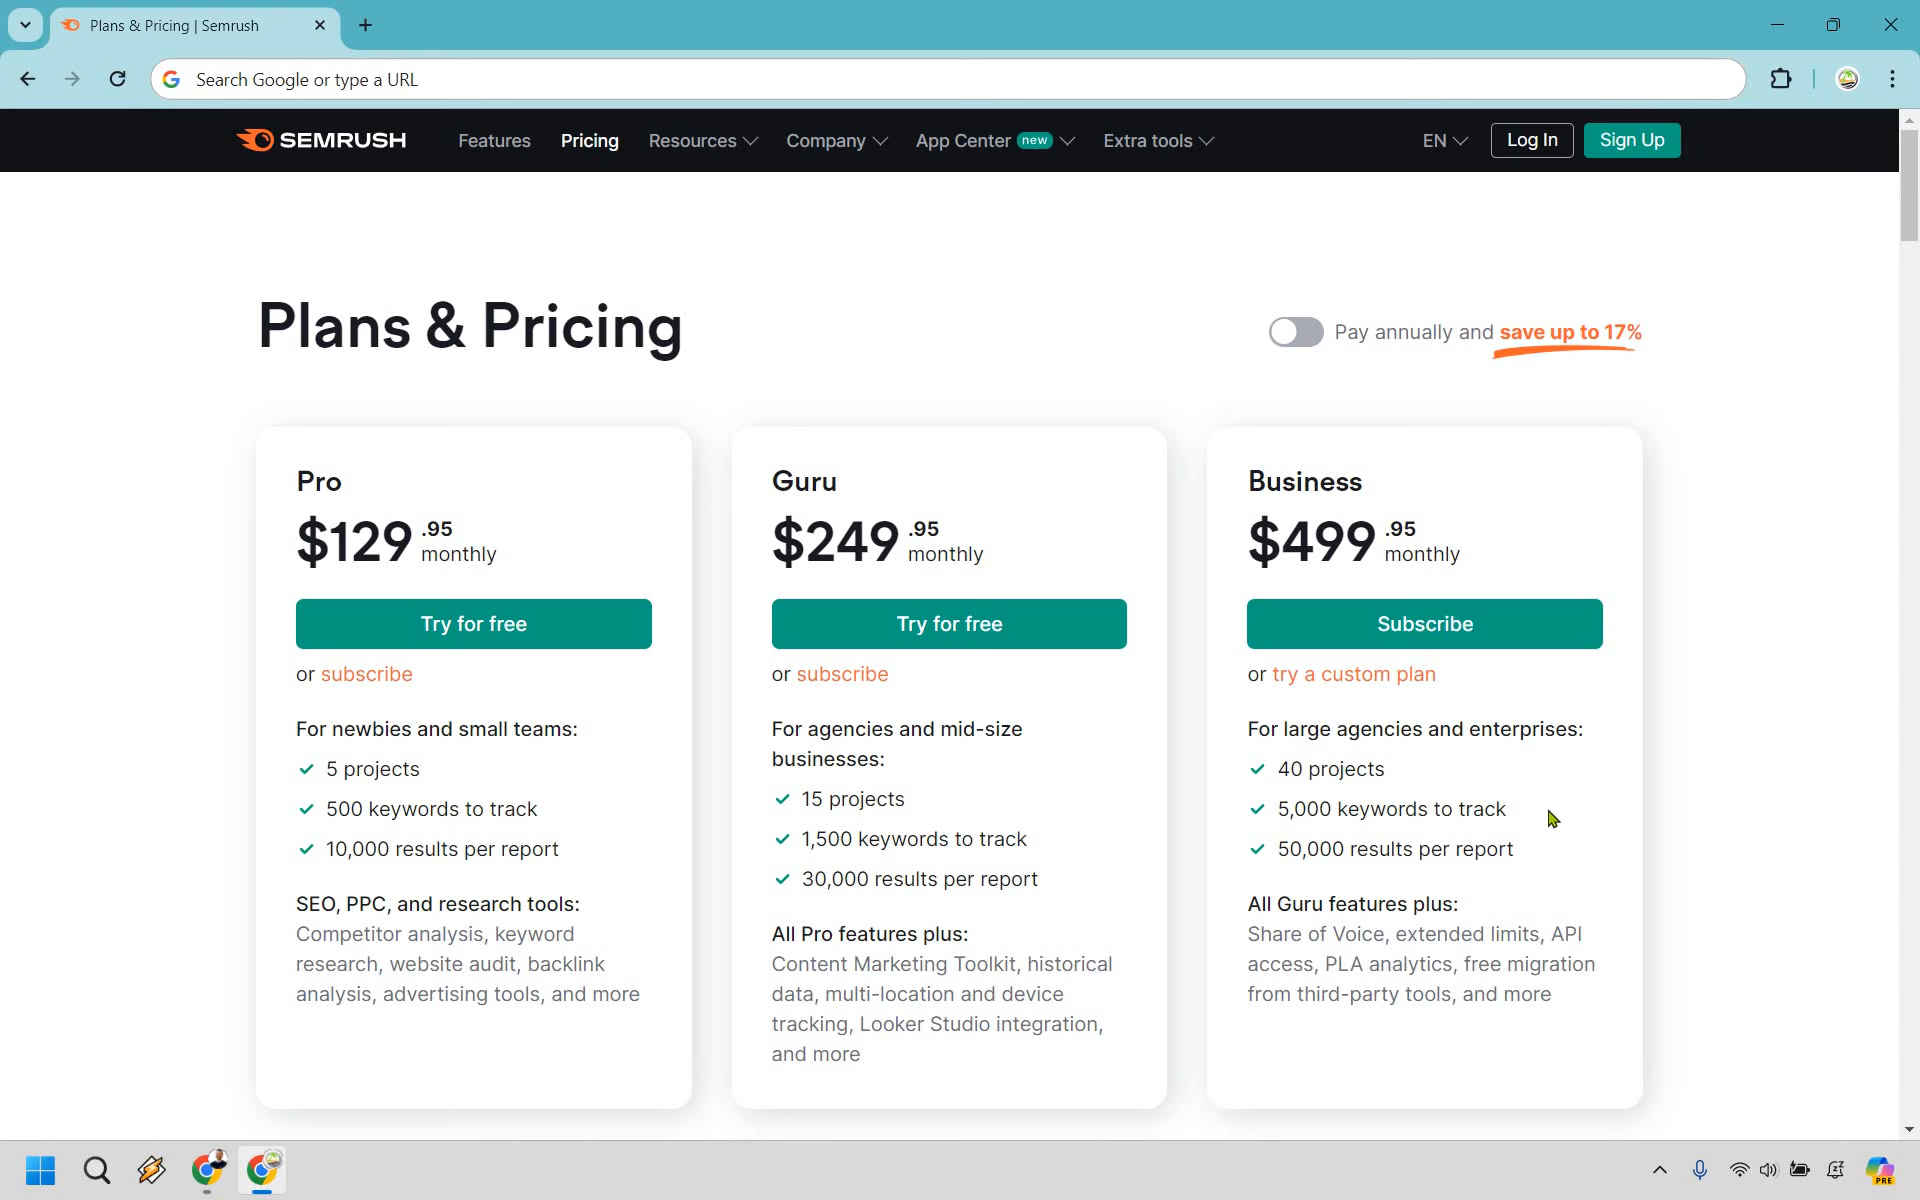 Plans & Pricing | Semrush
Search Google or type a URL
SEMRUSH Features Pricing Resources Company App Center new Extra tools EN Log In Sign Up
Plans & Pricing
Pay annually and save up to 17%
Pro
$129 .95 monthly
Try for free
or subscribe
For newbies and small teams:
5 projects
500 keywords to track
10,000 results per report
SEO, PPC, and research tools:
Competitor analysis, keyword
research, website audit, backlink
analysis, advertising tools, and more
Guru
$249 .95 monthly
Try for free
or subscribe
For agencies and mid-size
businesses:
15 projects
1,500 keywords to track
30,000 results per report
All Pro features plus:
Content Marketing Toolkit, historical
data, multi-location and device
tracking, Looker Studio integration,
and more
Business
$499 .95 monthly
Subscribe
or try a custom plan
For large agencies and enterprises:
40 projects
5,000 keywords to track
50,000 results per report
All Guru features plus:
Share of Voice, extended limits, API
access, PLA analytics, free migration
from third-party tools, and more
PRE